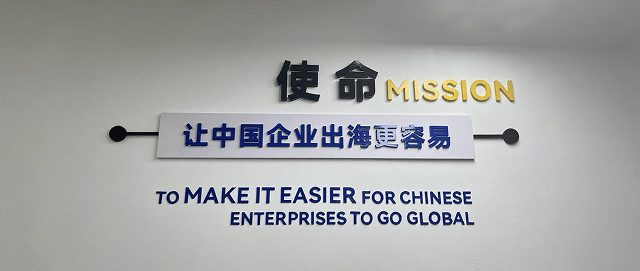 使命 MISSION
让中国企业出海更容易
TO MAKE IT EASIER FOR CHINESE
ENTERPRISES TO GO GLOBAL